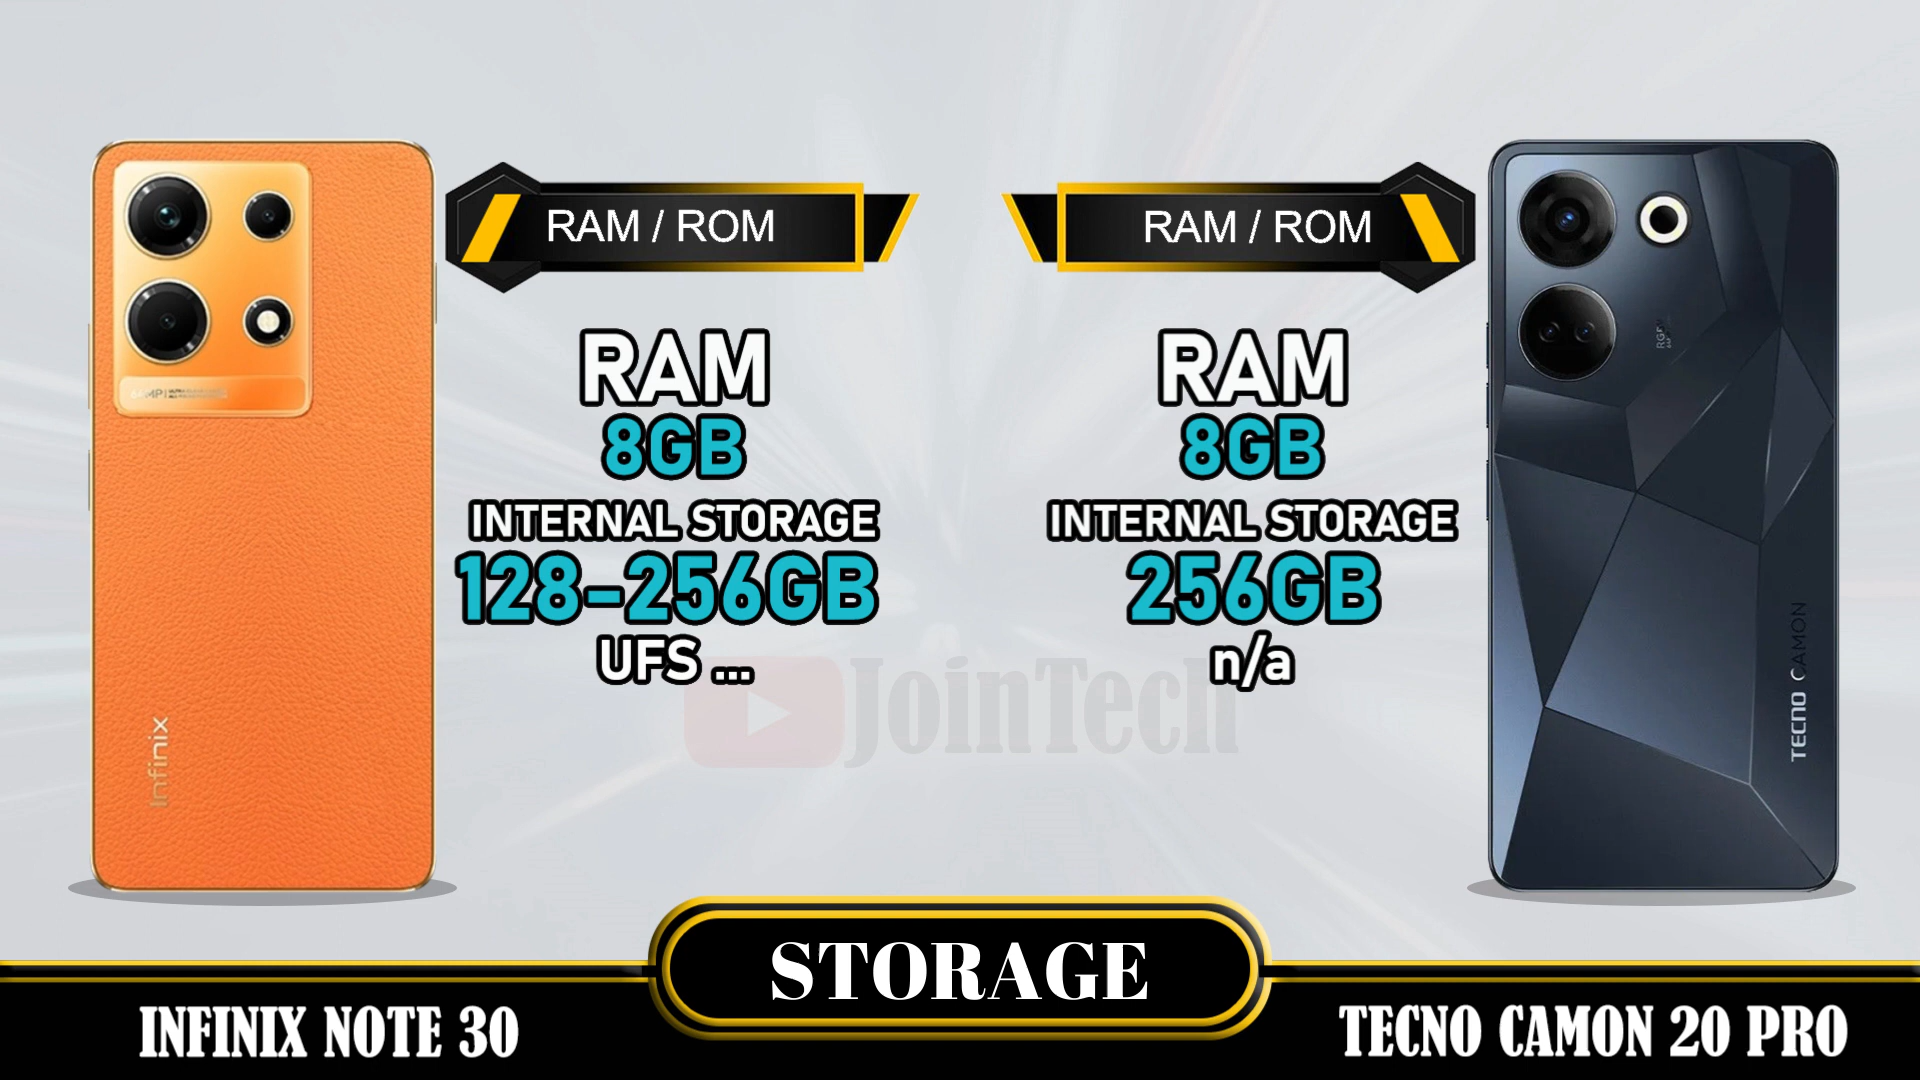 RAM / ROM
RAM
8GB
INTERNAL STORAGE
128-256GB
UFS ...
RAM / ROM
RAM
8GB
INTERNAL STORAGE
256GB
n/a
JoinTech
Infinix
TECNO CAMON
STORAGE
INFINIX NOTE 30
TECNO CAMON 20 PRO